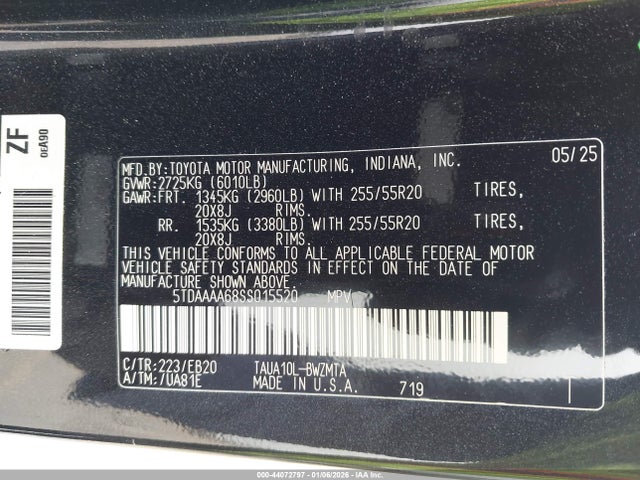 ZF
0EA90
MFD.BY:TOYOTA MOTOR MANUFACTURING, INDIANA, INC. 05/25
GVWR:2725KG (6010LB)
GAWR:FRT. 1345KG (2960LB) WITH 255/55R20 TIRES,
20X8J RIMS.
RR. 1535KG (3380LB) WITH 255/55R20 TIRES,
20X8J RIMS.
THIS VEHICLE CONFORMS TO ALL APPLICABLE FEDERAL MOTOR
VEHICLE SAFETY STANDARDS IN EFFECT ON THE DATE OF
MANUFACTURE SHOWN ABOVE.
5TDAAAA68SS015520 MPV
C/TR:223/EB20 TAUA10L-BWZMTA
A/TM:/UA81E MADE IN U.S.A. 719
000-44072797 - 01/06/2026 - Copyright IAA